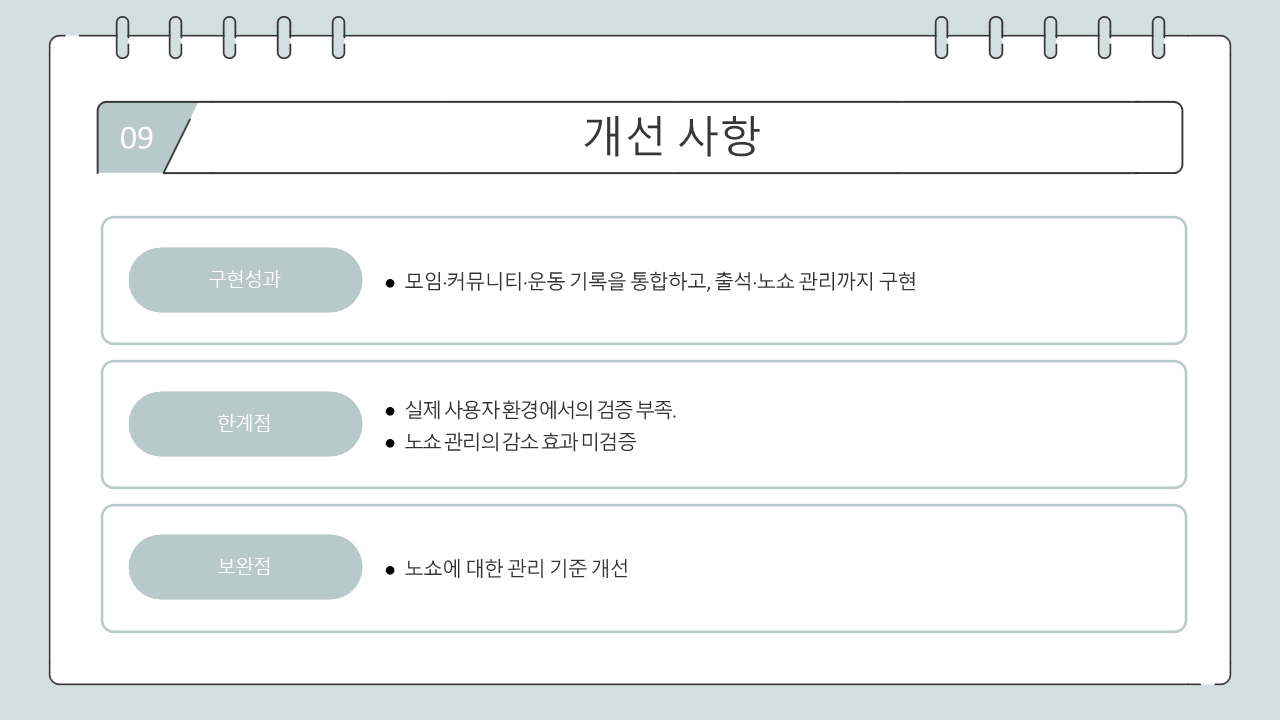 09
개선 사항
구현성과
● 모임·커뮤니티·운동 기록을 통합하고, 출석·노쇼 관리까지 구현
한계점
● 실제 사용자 환경에서의 검증 부족.
● 노쇼 관리의 감소 효과 미검증
보완점
● 노쇼에 대한 관리 기준 개선